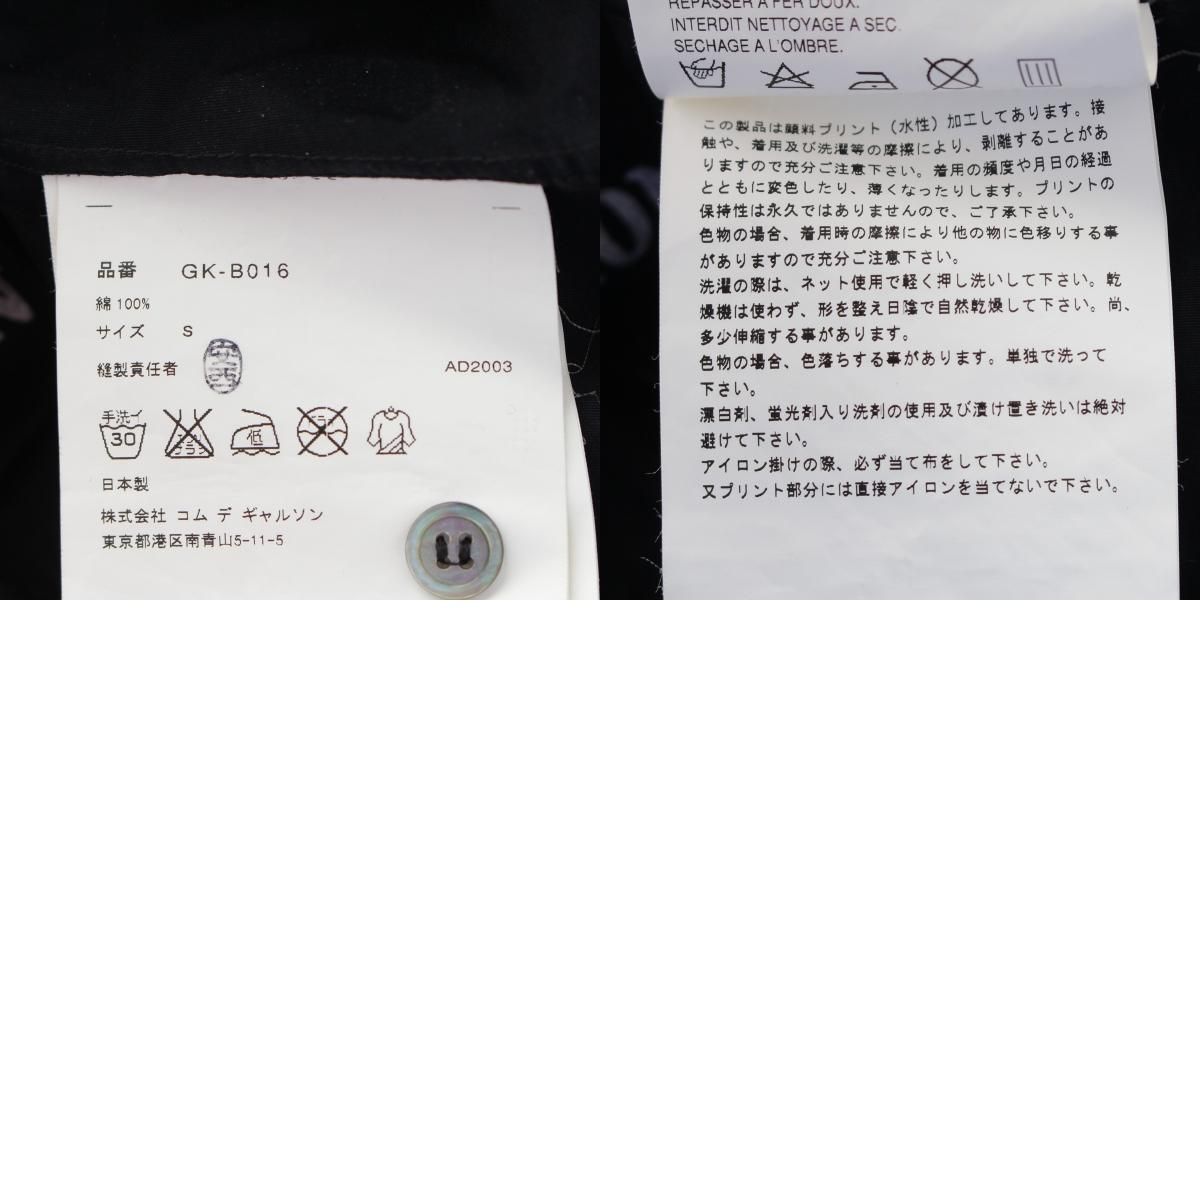 品番 GK-B016
綿 100%
サイズ S
縫製責任者
AD2003
手洗イ
30
低
日本製
株式会社 コム デ ギャルソン
東京都港区南青山5-11-5
REPASSER A FER DOUX.
INTERDIT NETTOYAGE A SEC.
SECHAGE A L'OMBRE.
この製品は顔料プリント（水性）加工してあります。接
触や、着用及び洗濯等の摩擦により、剥離することがあ
りますので充分ご注意下さい。着用の頻度や月日の経過
とともに変色したり、薄くなったりします。プリントの
保持性は永久ではありませんので、ご了承下さい。
色物の場合、着用時の摩擦により他の物に色移りする事
がありますので充分ご注意下さい。
洗濯の際は、ネット使用で軽く押し洗いして下さい。乾
燥機は使わず、形を整え日陰で自然乾燥して下さい。尚、
多少伸縮する事があります。
色物の場合、色落ちする事があります。単独で洗って
下さい。
漂白剤、蛍光剤入り洗剤の使用及び漬け置き洗いは絶対
避けて下さい。
アイロン掛けの際、必ず当て布をして下さい。
又プリント部分には直接アイロンを当てないで下さい。